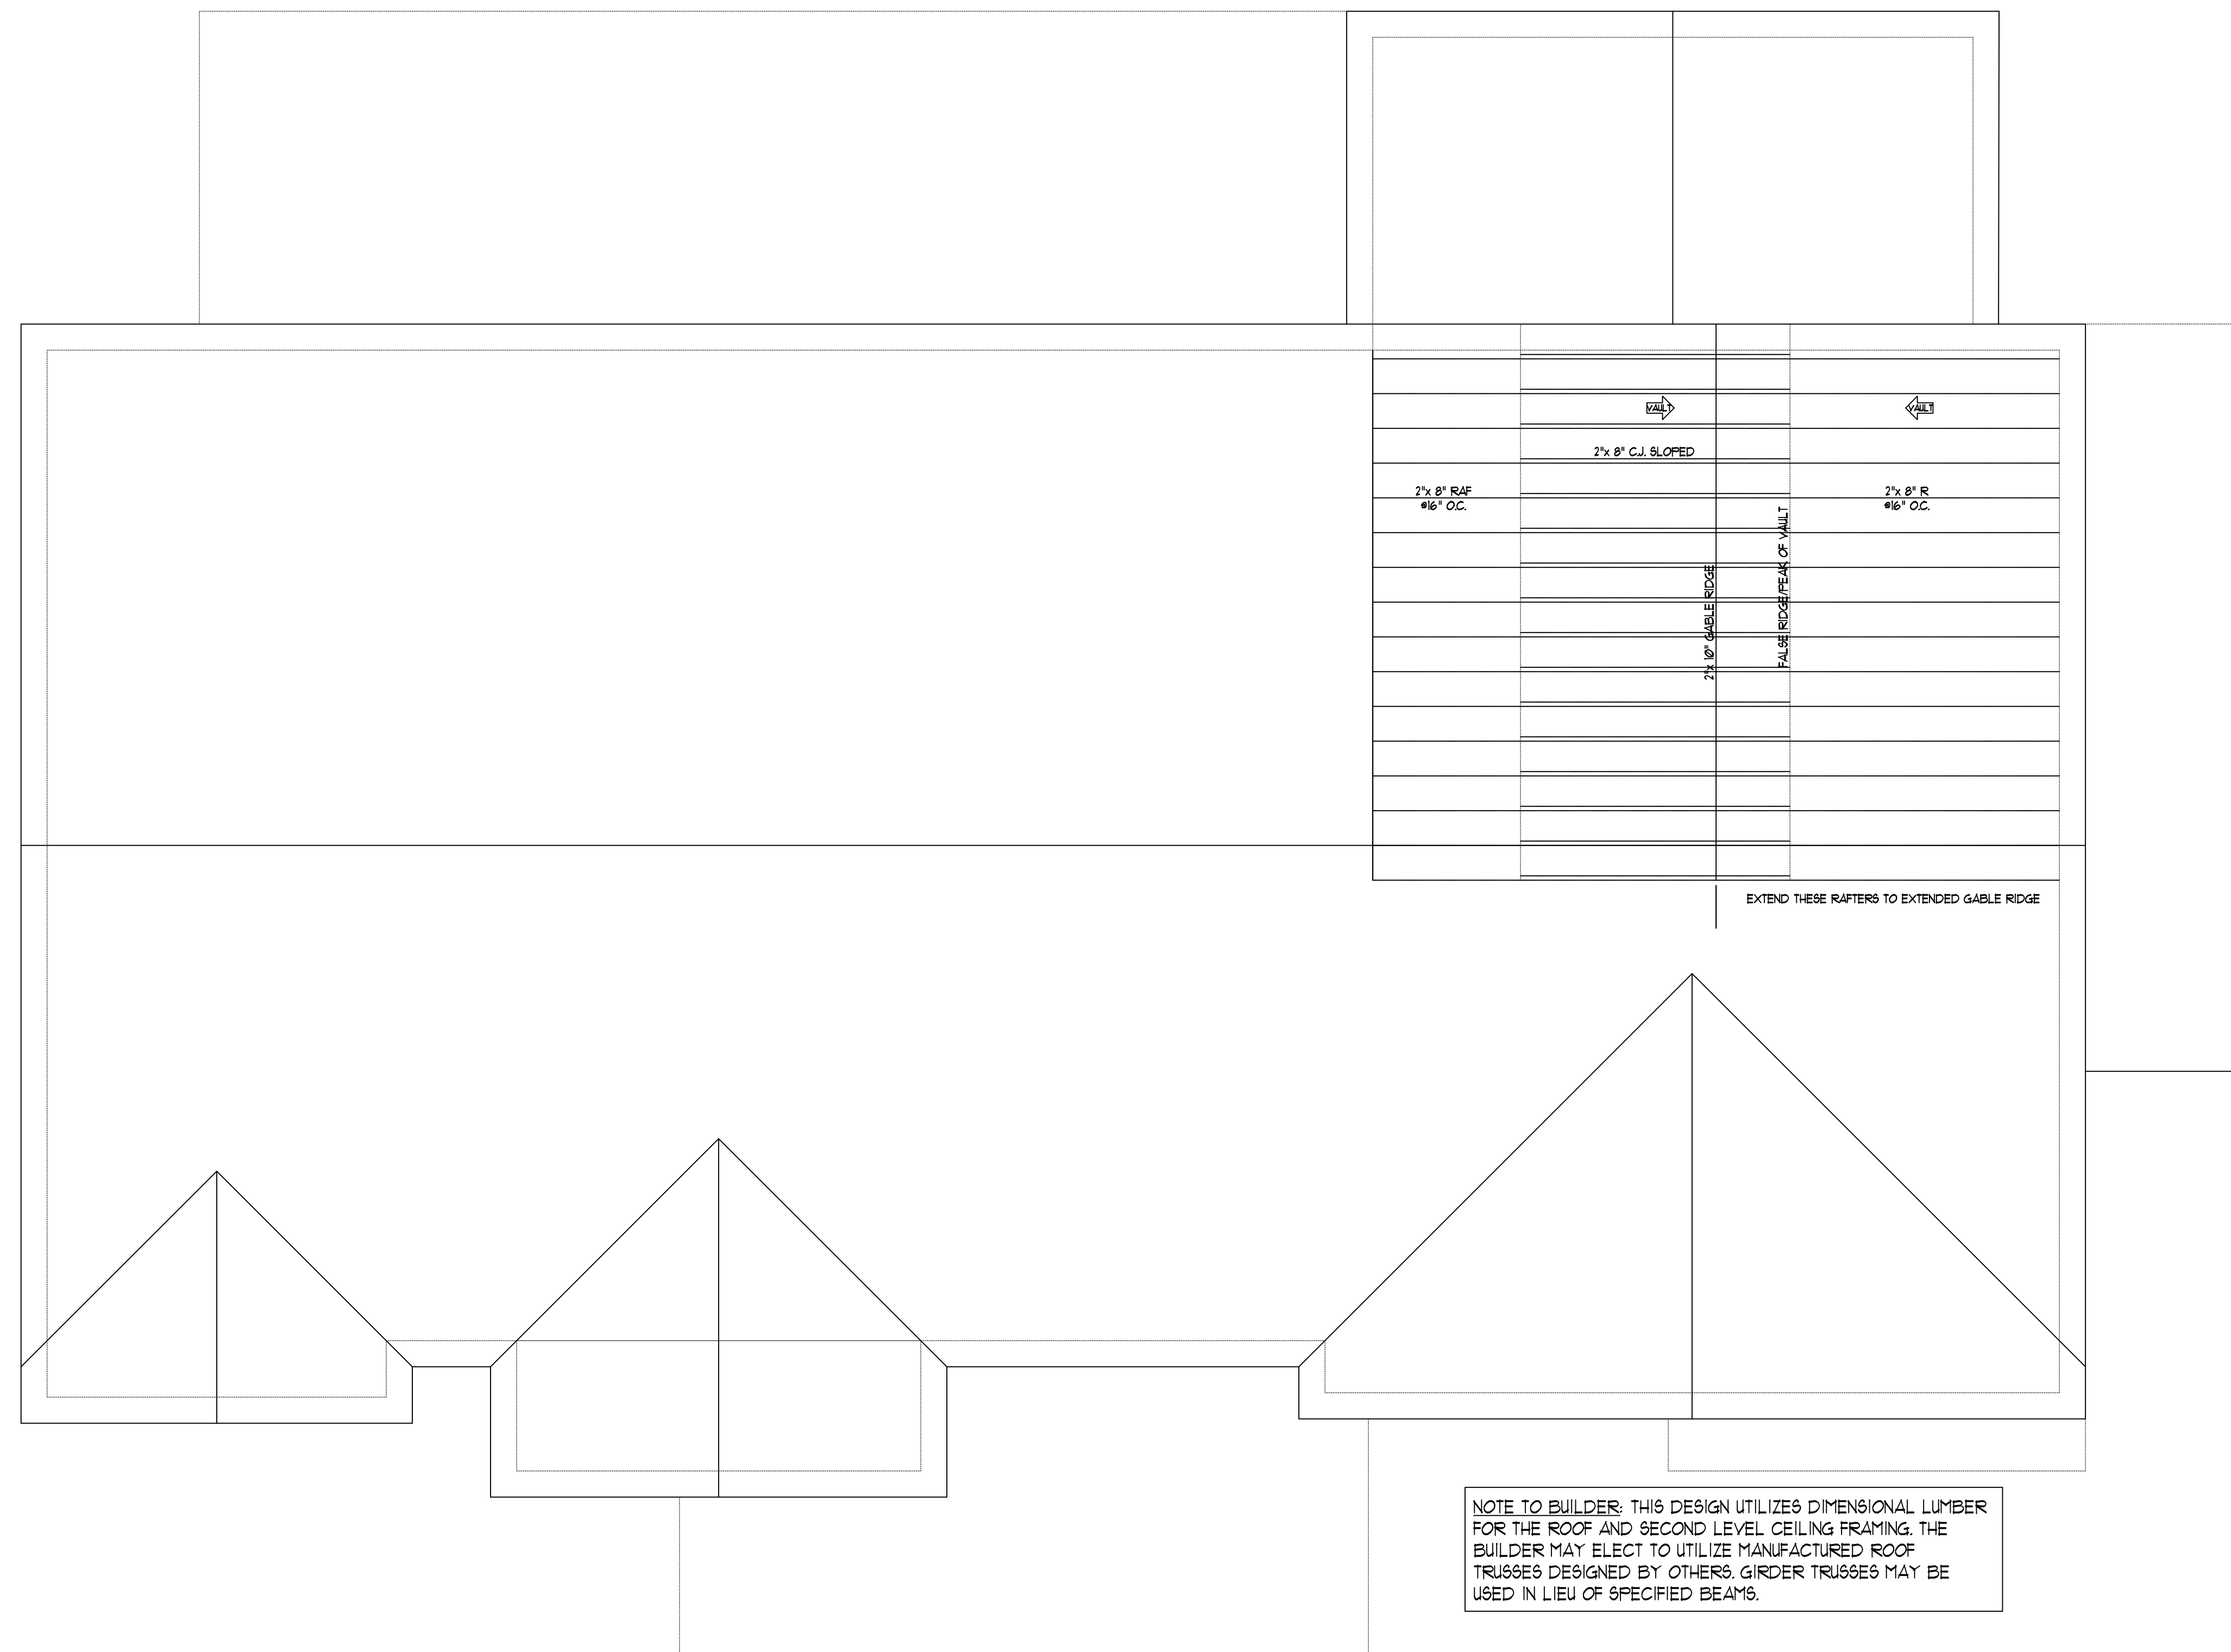 VAULT
VAULT
2"x 8" C.J. SLOPED
2"x 8" RAF
@16" O.C.
2"x 8" R
@16" O.C.
2"x 10" GABLE RIDGE
FALSE RIDGE/PEAK OF VAULT
EXTEND THESE RAFTERS TO EXTENDED GABLE RIDGE
NOTE TO BUILDER: THIS DESIGN UTILIZES DIMENSIONAL LUMBER
FOR THE ROOF AND SECOND LEVEL CEILING FRAMING. THE
BUILDER MAY ELECT TO UTILIZE MANUFACTURED ROOF
TRUSSES DESIGNED BY OTHERS. GIRDER TRUSSES MAY BE
USED IN LIEU OF SPECIFIED BEAMS.